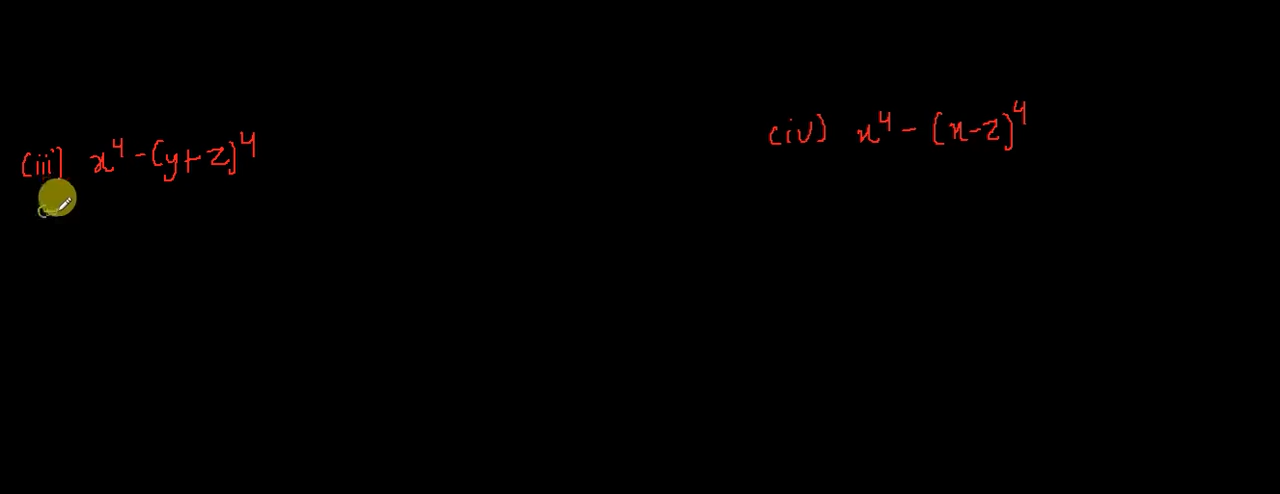 (iii) x⁴ - (y + z)⁴
(iv) x⁴ - (x - z)⁴